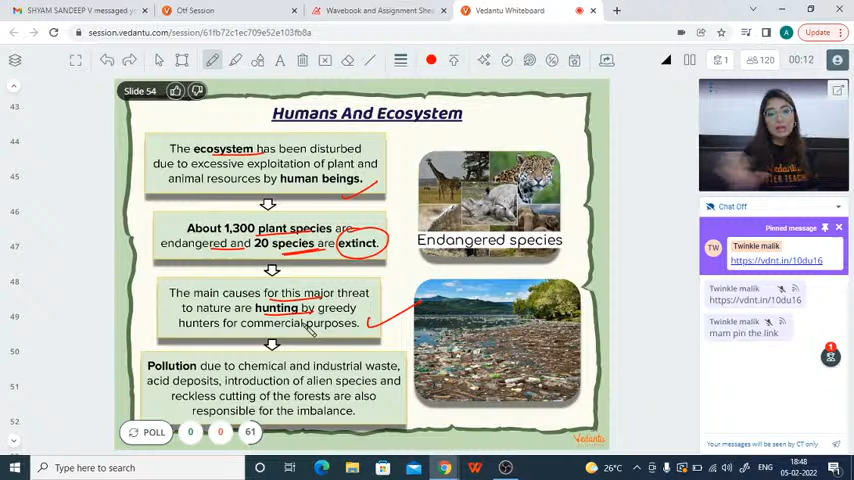 SHYAM SANDEEP V messaged yo
Otf Session
Wavebook and Assignment Shee
Vedantu Whiteboard
session.vedantu.com/session/61fb72c1ec709e52e103fb8a
A
Update
1
120
00:12
Slide 54
43
44
45
46
47
48
49
50
51
52
Humans And Ecosystem
The ecosystem has been disturbed
due to excessive exploitation of plant and
animal resources by human beings.
About 1,300 plant species are
endangered and 20 species are extinct.
The main causes for this major threat
to nature are hunting by greedy
hunters for commercial purposes.
Pollution due to chemical and industrial waste,
acid deposits, introduction of alien species and
reckless cutting of the forests are also
responsible for the imbalance.
Endangered species
Vedantu
POLL
0
0
61
Chat Off
Pinned message
TW
Twinkle malik
https://vdnt.in/10du16
Twinkle malik
https://vdnt.in/10du16
Twinkle malik
mam pin the link
1
Your messages will be seen by CT only
Type here to search
26°C
ENG
18:48
05-02-2022